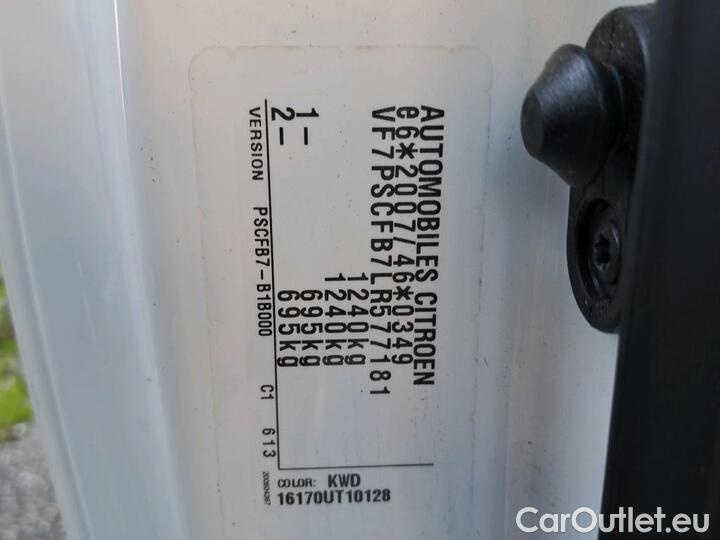 AUTOMOBILES CITROEN
e6*2007/46*0349
VF7PSCFB7LR577181
1240kg
1240kg
1- 695kg
2- 695kg
VERSION PSCFB7-B1B000 C1 613
COLOR: KWD
16170UT10128
CarOutlet.eu